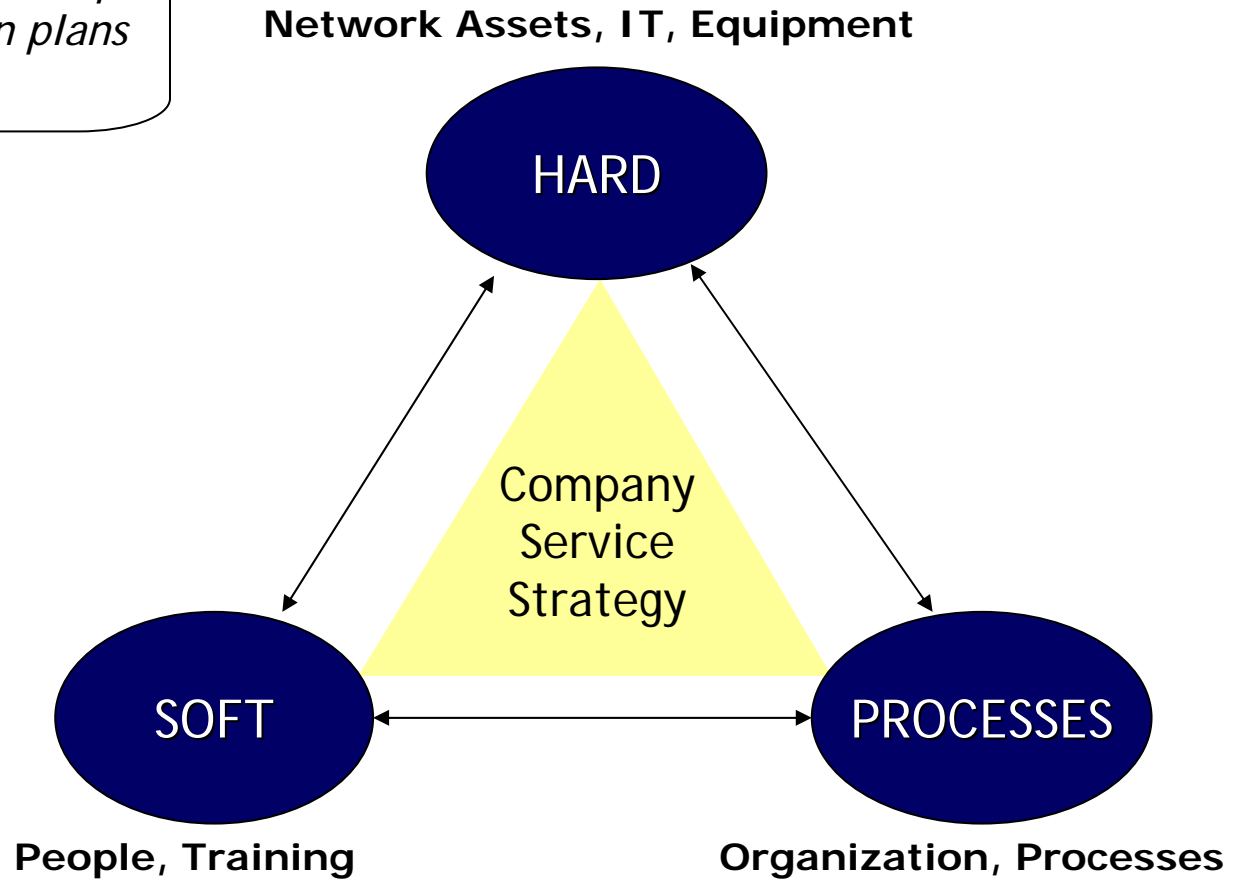 plans
Network Assets, IT, Equipment
HARD
Company
Service
Strategy
SOFT
PROCESSES
People, Training
Organization, Processes